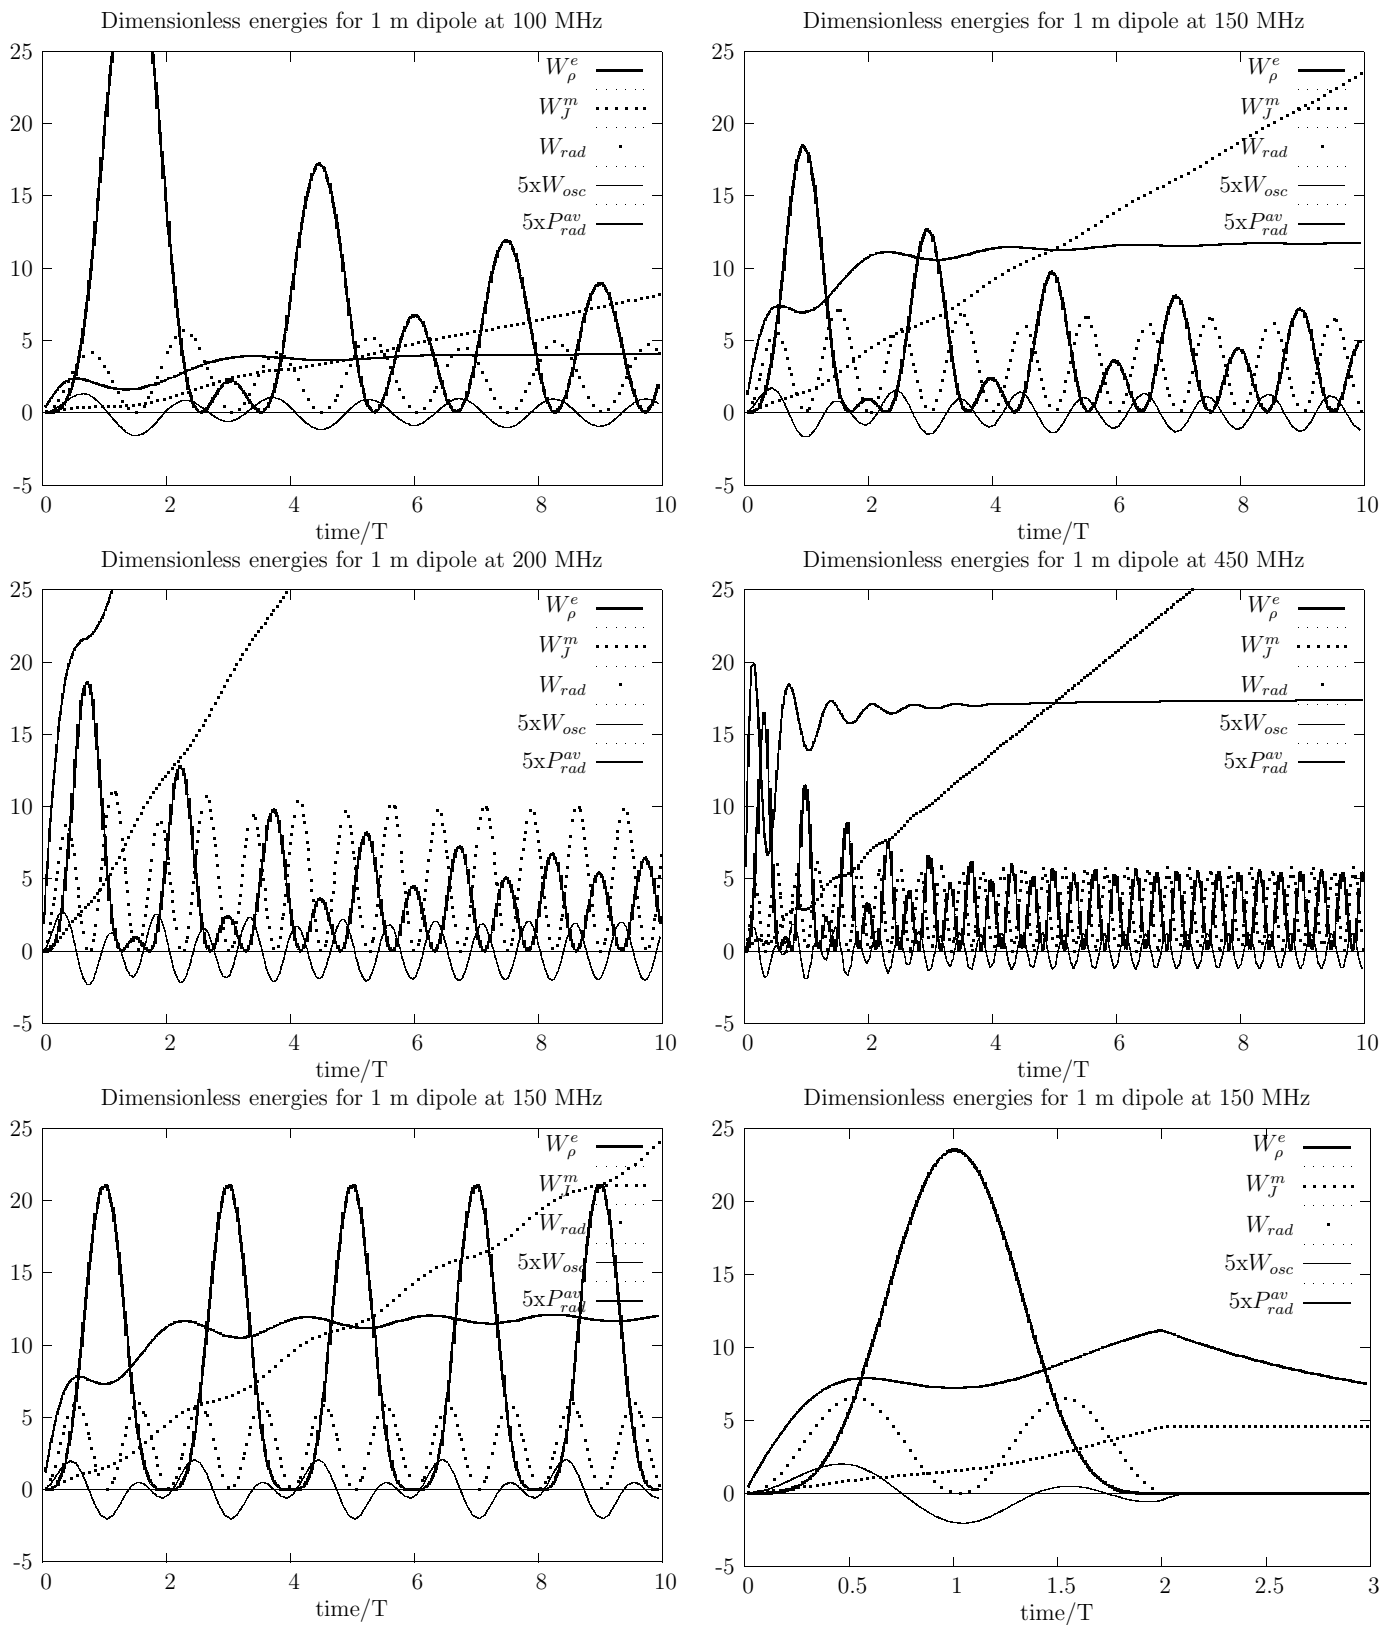 Dimensionless energies for 1 m dipole at 100 MHz
25
20
15
10
5
0
-5
0 2 4 6 8 10
time/T
W^e_ρ
W^m_J
W_rad
5xW_osc
5xP^av_rad
Dimensionless energies for 1 m dipole at 150 MHz
25
20
15
10
5
0
-5
0 2 4 6 8 10
time/T
W^e_ρ
W^m_J
W_rad
5xW_osc
5xP^av_rad
Dimensionless energies for 1 m dipole at 200 MHz
25
20
15
10
5
0
-5
0 2 4 6 8 10
time/T
W^e_ρ
W^m_J
W_rad
5xW_osc
5xP^av_rad
Dimensionless energies for 1 m dipole at 450 MHz
25
20
15
10
5
0
-5
0 2 4 6 8 10
time/T
W^e_ρ
W^m_J
W_rad
5xW_osc
5xP^av_rad
Dimensionless energies for 1 m dipole at 150 MHz
25
20
15
10
5
0
-5
0 2 4 6 8 10
time/T
W^e_ρ
W^m_J
W_rad
5xW_osc
5xP^av_rad
Dimensionless energies for 1 m dipole at 150 MHz
25
20
15
10
5
0
-5
0 0.5 1 1.5 2 2.5 3
time/T
W^e_ρ
W^m_J
W_rad
5xW_osc
5xP^av_rad